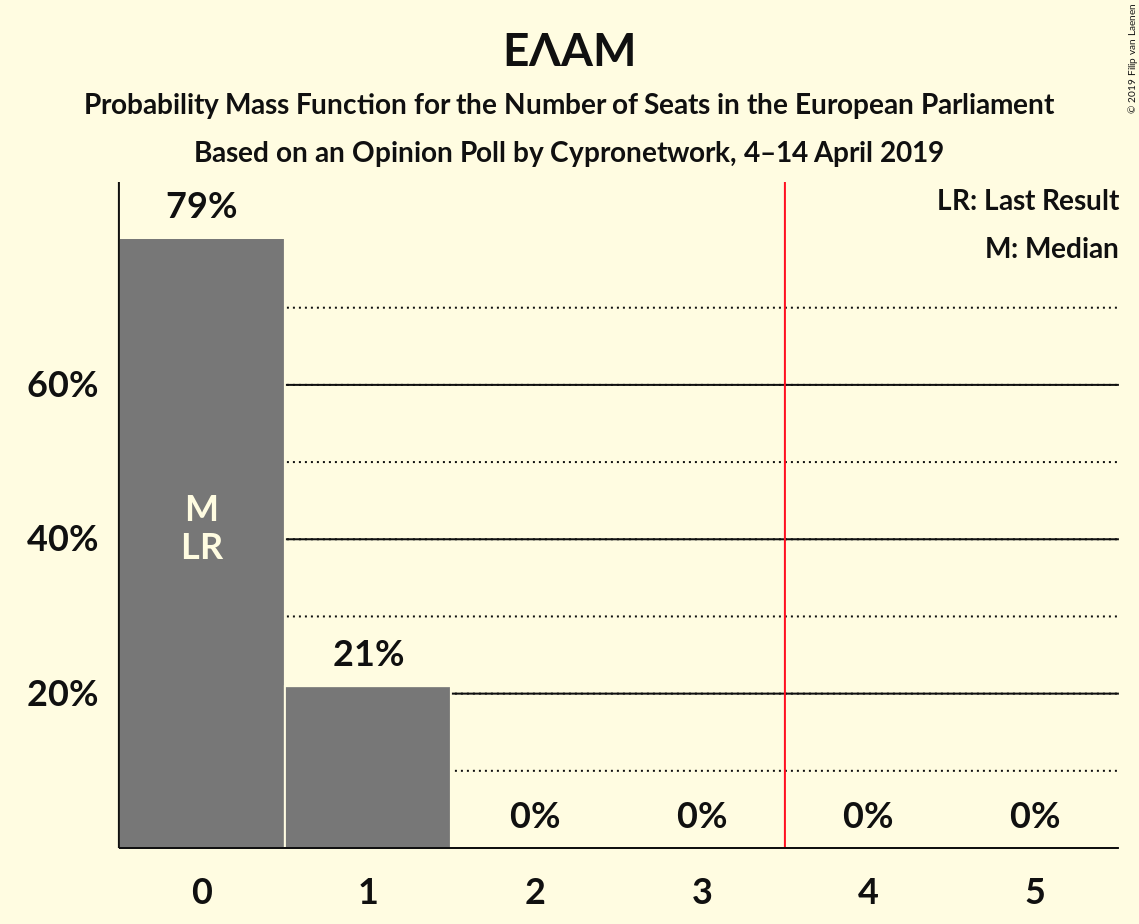 ΕΛΑΜ
Probability Mass Function for the Number of Seats in the European Parliament
Based on an Opinion Poll by Cypronetwork, 4–14 April 2019
© 2019 Filip van Laenen
LR: Last Result
M: Median
79%
60%
M
40%
LR
21%
20%
0% 0% 0% 0%
0 1 2 3 4 5